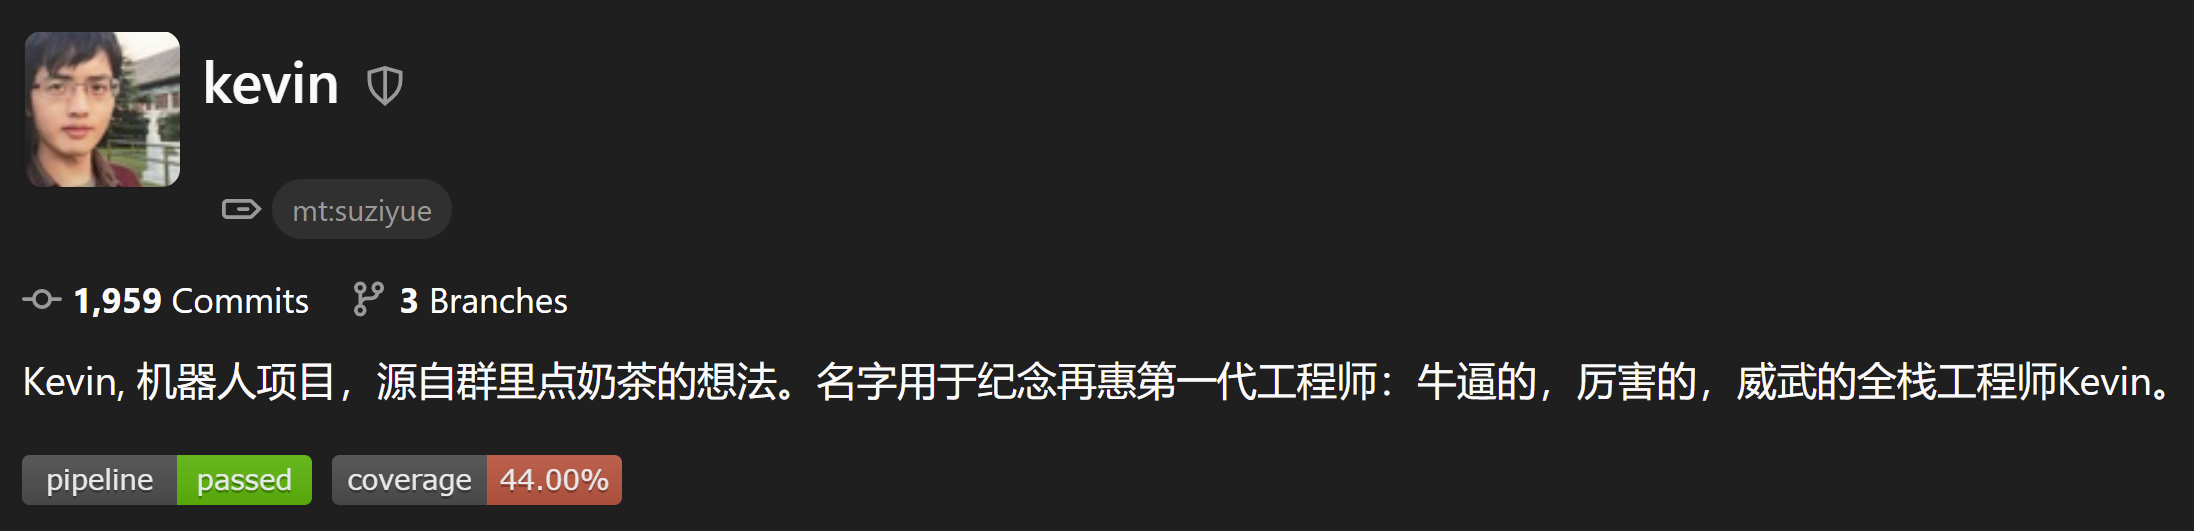 kevin
mt:suziyue
1,959 Commits 3 Branches
Kevin, 机器人项目，源自群里点奶茶的想法。名字用于纪念再惠第一代工程师：牛逼的，厉害的，威武的全栈工程师Kevin。
pipeline passed coverage 44.00%